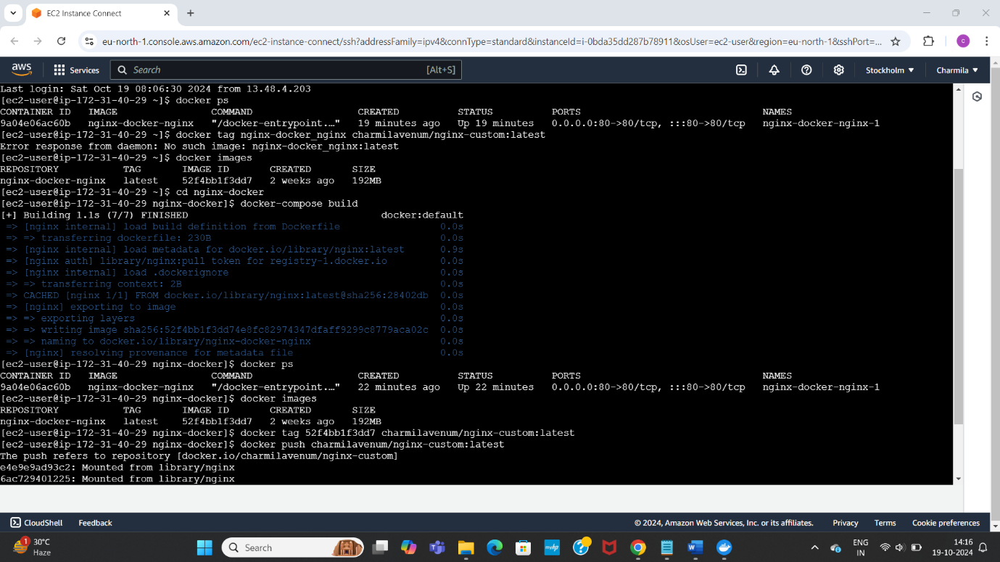 EC2 Instance Connect
eu-north-1.console.aws.amazon.com/ec2-instance-connect/ssh?addressFamily=ipv4&connType=standard&instanceId=i-0bda35dd287b78911&osUser=ec2-user&region=eu-north-1&sshPort=...
C
aws Services Search [Alt+S] Stockholm Charmila
Last login: Sat Oct 19 08:06:30 2024 from 13.48.4.203
[ec2-user@ip-172-31-40-29 ~]$ docker ps
CONTAINER ID IMAGE COMMAND CREATED STATUS PORTS NAMES
9a04e06ac60b nginx-docker-nginx "/docker-entrypoint.…" 19 minutes ago Up 19 minutes 0.0.0.0:80->80/tcp, :::80->80/tcp nginx-docker-nginx-1
[ec2-user@ip-172-31-40-29 ~]$ docker tag nginx-docker_nginx charmilavenum/nginx-custom:latest
Error response from daemon: No such image: nginx-docker_nginx:latest
[ec2-user@ip-172-31-40-29 ~]$ docker images
REPOSITORY TAG IMAGE ID CREATED SIZE
nginx-docker-nginx latest 52f4bb1f3dd7 2 weeks ago 192MB
[ec2-user@ip-172-31-40-29 ~]$ cd nginx-docker
[ec2-user@ip-172-31-40-29 nginx-docker]$ docker-compose build
[+] Building 1.1s (7/7) FINISHED docker:default
=> [nginx internal] load build definition from Dockerfile 0.0s
=> => transferring dockerfile: 230B 0.0s
=> [nginx internal] load metadata for docker.io/library/nginx:latest 0.9s
=> [nginx auth] library/nginx:pull token for registry-1.docker.io 0.0s
=> [nginx internal] load .dockerignore 0.0s
=> => transferring context: 2B 0.0s
=> CACHED [nginx 1/1] FROM docker.io/library/nginx:latest@sha256:28402db 0.0s
=> [nginx] exporting to image 0.0s
=> => exporting layers 0.0s
=> => writing image sha256:52f4bb1f3dd74e8fc82974347dfaff9299c8779aca02c 0.0s
=> => naming to docker.io/library/nginx-docker-nginx 0.0s
=> [nginx] resolving provenance for metadata file 0.0s
[ec2-user@ip-172-31-40-29 nginx-docker]$ docker ps
CONTAINER ID IMAGE COMMAND CREATED STATUS PORTS NAMES
9a04e06ac60b nginx-docker-nginx "/docker-entrypoint.…" 22 minutes ago Up 22 minutes 0.0.0.0:80->80/tcp, :::80->80/tcp nginx-docker-nginx-1
[ec2-user@ip-172-31-40-29 nginx-docker]$ docker images
REPOSITORY TAG IMAGE ID CREATED SIZE
nginx-docker-nginx latest 52f4bb1f3dd7 2 weeks ago 192MB
[ec2-user@ip-172-31-40-29 nginx-docker]$ docker tag 52f4bb1f3dd7 charmilavenum/nginx-custom:latest
[ec2-user@ip-172-31-40-29 nginx-docker]$ docker push charmilavenum/nginx-custom:latest
The push refers to repository [docker.io/charmilavenum/nginx-custom]
e4e9e9ad93c2: Mounted from library/nginx
6ac729401225: Mounted from library/nginx
CloudShell Feedback © 2024, Amazon Web Services, Inc. or its affiliates. Privacy Terms Cookie preferences
1 30°C
Haze
Search
ENG
IN
14:16
19-10-2024